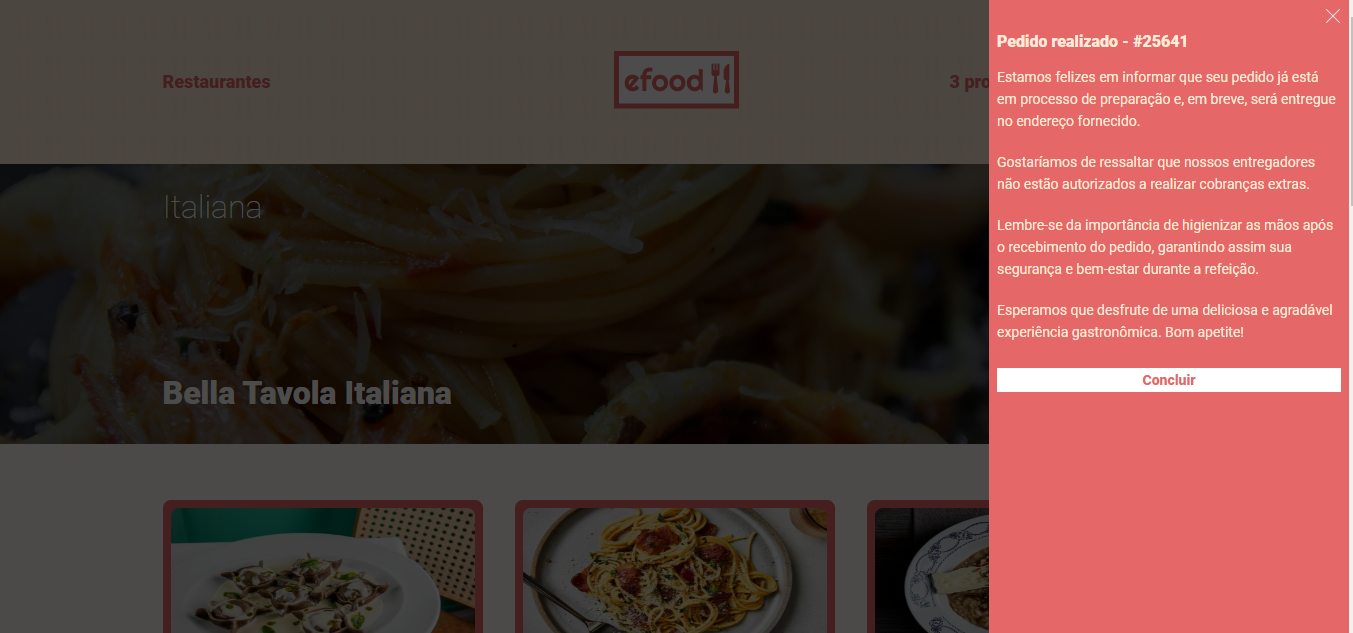 Restaurantes
efood
3
Italiana
Bella Tavola Italiana
Pedido realizado - #25641
Estamos felizes em informar que seu pedido já está
em processo de preparação e, em breve, será entregue
no endereço fornecido.
Gostaríamos de ressaltar que nossos entregadores
não estão autorizados a realizar cobranças extras.
Lembre-se da importância de higienizar as mãos após
o recebimento do pedido, garantindo assim sua
segurança e bem-estar durante a refeição.
Esperamos que desfrute de uma deliciosa e agradável
experiência gastronômica. Bom apetite!
Concluir